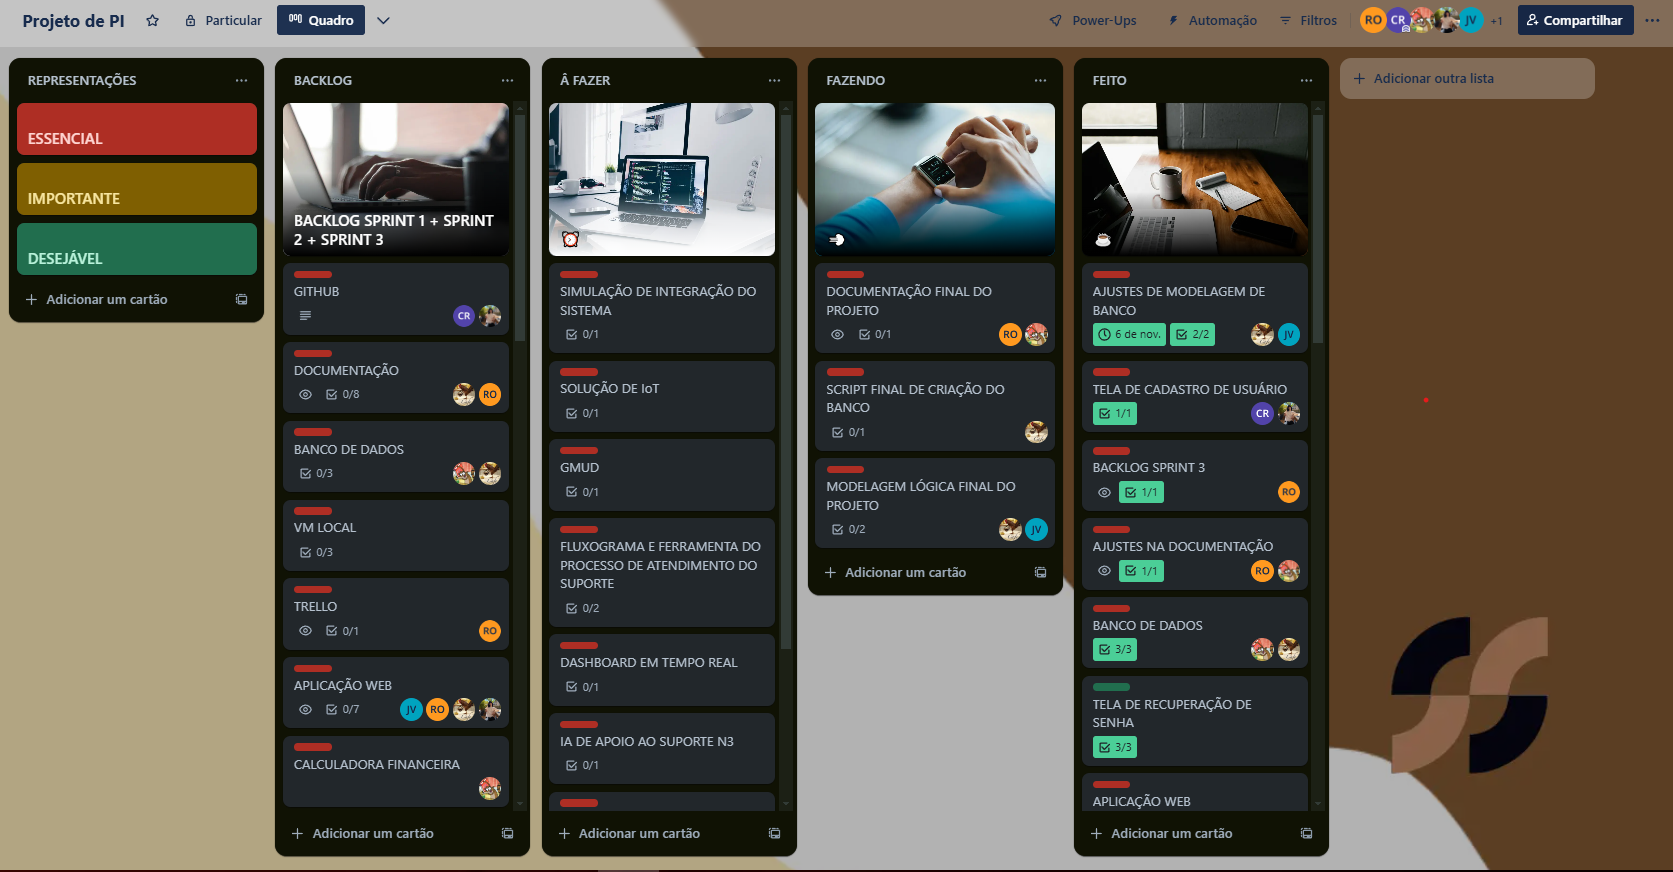 Projeto de PI
Particular
Quadro
Power-Ups
Automação
Filtros
RO
CR
JV
+1
Compartilhar
REPRESENTAÇÕES
ESSENCIAL
IMPORTANTE
DESEJÁVEL
Adicionar um cartão
BACKLOG
BACKLOG SPRINT 1 + SPRINT
2 + SPRINT 3
GITHUB
CR
DOCUMENTAÇÃO
0/8
RO
BANCO DE DADOS
0/3
VM LOCAL
0/3
TRELLO
0/1
RO
APLICAÇÃO WEB
0/7
JV
RO
CALCULADORA FINANCEIRA
Adicionar um cartão
Â FAZER
SIMULAÇÃO DE INTEGRAÇÃO DO
SISTEMA
0/1
SOLUÇÃO DE IoT
0/1
GMUD
0/1
FLUXOGRAMA E FERRAMENTA DO
PROCESSO DE ATENDIMENTO DO
SUPORTE
0/2
DASHBOARD EM TEMPO REAL
0/1
IA DE APOIO AO SUPORTE N3
0/1
Adicionar um cartão
FAZENDO
DOCUMENTAÇÃO FINAL DO
PROJETO
0/1
RO
SCRIPT FINAL DE CRIAÇÃO DO
BANCO
0/1
MODELAGEM LÓGICA FINAL DO
PROJETO
0/2
JV
Adicionar um cartão
FEITO
AJUSTES DE MODELAGEM DE
BANCO
6 de nov.
2/2
JV
TELA DE CADASTRO DE USUÁRIO
1/1
CR
BACKLOG SPRINT 3
1/1
RO
AJUSTES NA DOCUMENTAÇÃO
1/1
RO
BANCO DE DADOS
3/3
TELA DE RECUPERAÇÃO DE
SENHA
3/3
APLICAÇÃO WEB
Adicionar um cartão
Adicionar outra lista